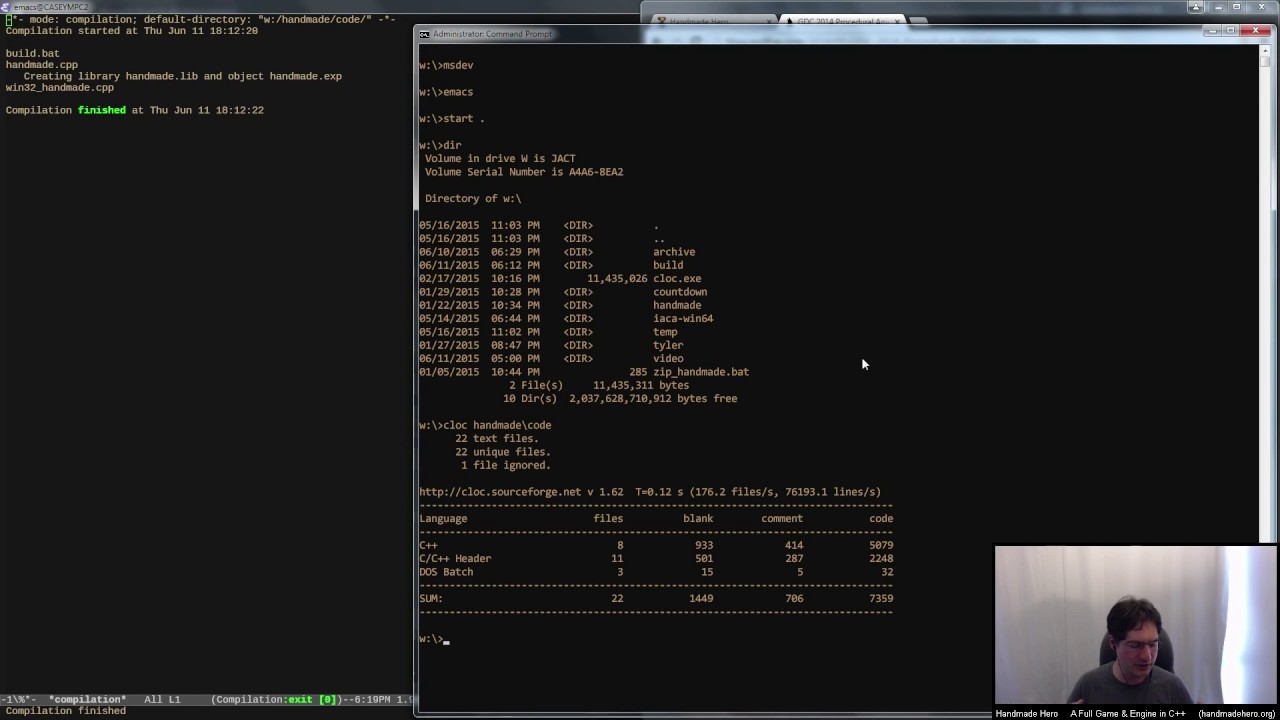 emacs@CASEYMPC2
-*- mode: compilation; default-directory: "w:/handmade/code/" -*-
Compilation started at Thu Jun 11 18:12:20
build.bat
handmade.cpp
Creating library handmade.lib and object handmade.exp
win32_handmade.cpp
Compilation finished at Thu Jun 11 18:12:22
-1\%*- *compilation* All L1 (Compilation:exit [0])--6:19PM 1.9
Compilation finished
Handmade Hero
GDC 2014 Procedural
Administrator: Command Prompt
w:\>msdev
w:\>emacs
w:\>start .
w:\>dir
Volume in drive W is JACT
Volume Serial Number is A4A6-8EA2
Directory of w:\
05/16/2015 11:03 PM <DIR> .
05/16/2015 11:03 PM <DIR> ..
06/10/2015 06:29 PM <DIR> archive
06/11/2015 06:12 PM <DIR> build
02/17/2015 10:16 PM 11,435,026 cloc.exe
01/29/2015 10:28 PM <DIR> countdown
01/22/2015 10:34 PM <DIR> handmade
05/14/2015 06:44 PM <DIR> iaca-win64
05/16/2015 11:02 PM <DIR> temp
01/27/2015 08:47 PM <DIR> tyler
06/11/2015 05:00 PM <DIR> video
01/05/2015 10:44 PM 285 zip_handmade.bat
2 File(s) 11,435,311 bytes
10 Dir(s) 2,037,628,710,912 bytes free
w:\>cloc handmade\code
22 text files.
22 unique files.
1 file ignored.
http://cloc.sourceforge.net v 1.62 T=0.12 s (176.2 files/s, 76193.1 lines/s)
-------------------------------------------------------------------------------
Language files blank comment code
-------------------------------------------------------------------------------
C++ 8 933 414 5079
C/C++ Header 11 501 287 2248
DOS Batch 3 15 5 32
-------------------------------------------------------------------------------
SUM: 22 1449 706 7359
-------------------------------------------------------------------------------
w:\>
Handmade Hero A Full Game & Engine in C++ (handmadehero.org)